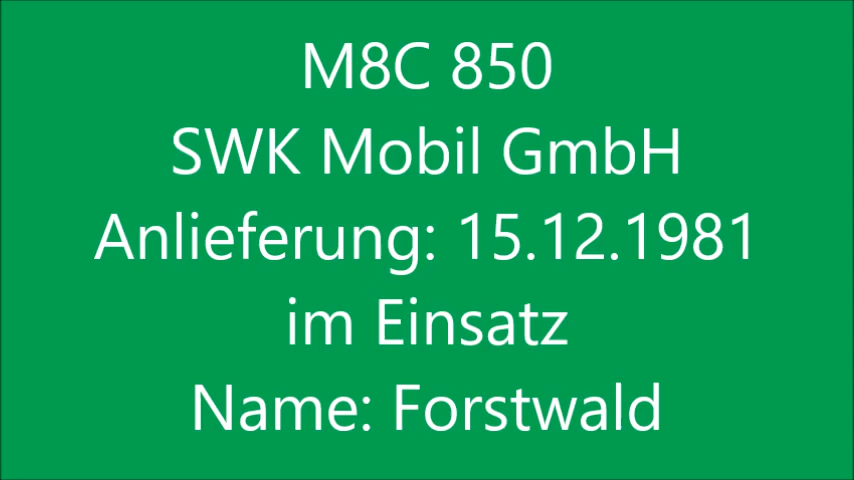 M8C 850
SWK Mobil GmbH
Anlieferung: 15.12.1981
im Einsatz
Name: Forstwald